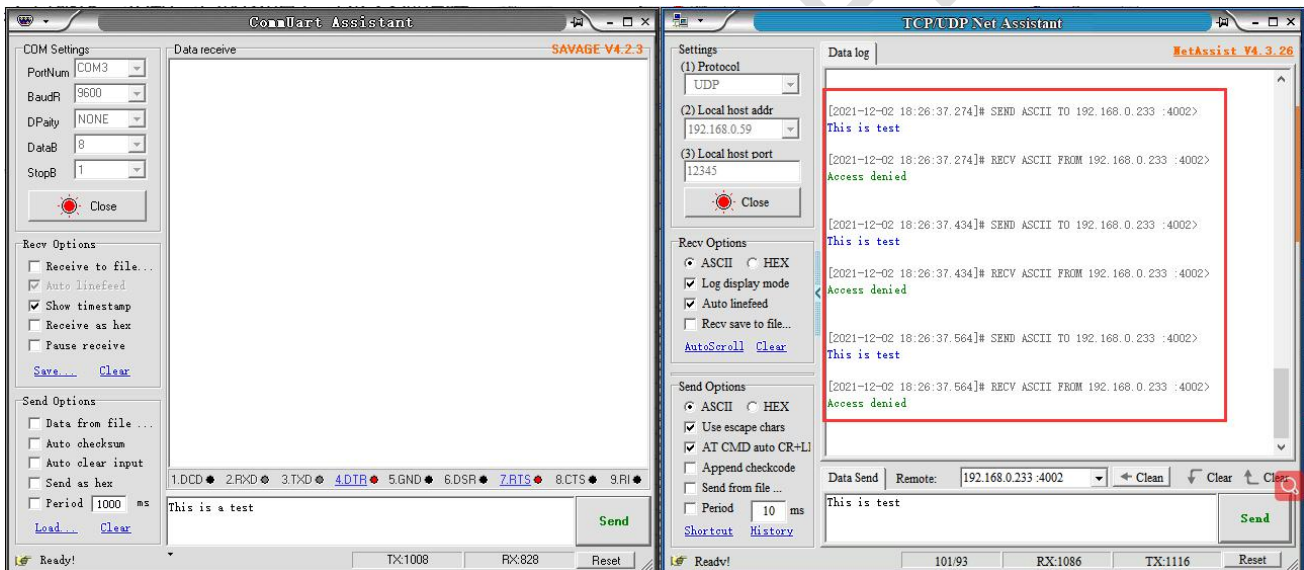 CommUart Assistant
COM Settings
PortNum COM3
BaudR 9600
DPaity NONE
DataB 8
StopB 1
Close
Recv Options
Receive to file...
Auto linefeed
Show timestamp
Receive as hex
Pause receive
Save... Clear
Send Options
Data from file ...
Auto checksum
Auto clear input
Send as hex
Period 1000 ms
Load... Clear
Data receive
SAVAGE V4.2.3
1.DCD 2.RXD 3.TXD 4.DTR 5.GND 6.DSR 7.RTS 8.CTS 9.RI
This is a test
Send
Ready! TX:1008 RX:828 Reset
TCP/UDP Net Assistant
Settings
(1) Protocol
UDP
(2) Local host addr
192.168.0.59
(3) Local host port
12345
Close
Recv Options
ASCII HEX
Log display mode
Auto linefeed
Recv save to file...
AutoScroll Clear
Send Options
ASCII HEX
Use escape chars
AT CMD auto CR+LI
Append checkcode
Send from file ...
Period 10 ms
Shortcut History
Data log
NetAssist V4.3.26
[2021-12-02 18:26:37.274]# SEND ASCII TO 192.168.0.233 :4002>
This is test
[2021-12-02 18:26:37.274]# RECV ASCII FROM 192.168.0.233 :4002>
Access denied
[2021-12-02 18:26:37.434]# SEND ASCII TO 192.168.0.233 :4002>
This is test
[2021-12-02 18:26:37.434]# RECV ASCII FROM 192.168.0.233 :4002>
Access denied
[2021-12-02 18:26:37.564]# SEND ASCII TO 192.168.0.233 :4002>
This is test
[2021-12-02 18:26:37.564]# RECV ASCII FROM 192.168.0.233 :4002>
Access denied
Data Send Remote: 192.168.0.233 :4002 Clean Clear Clear
This is test
Send
Ready! 101/93 RX:1086 TX:1116 Reset